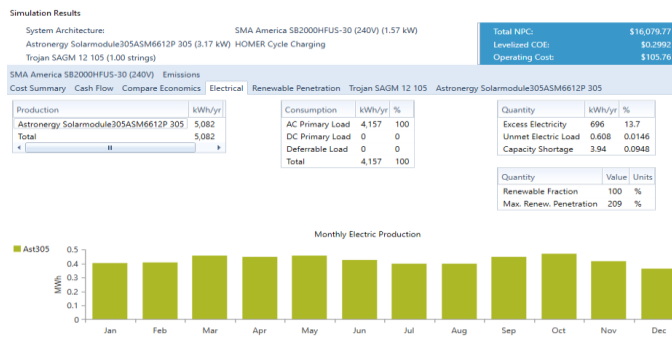 Simulation Results
System Architecture: SMA America SB2000HFUS-30 (240V) (1.57 kW)
Astronergy Solarmodule305ASM6612P 305 (3.17 kW) HOMER Cycle Charging
Trojan SAGM 12 105 (1.00 strings)
Total NPC: $16,079.77
Levelized COE: $0.2992
Operating Cost: $105.76
SMA America SB2000HFUS-30 (240V) Emissions
Cost Summary Cash Flow Compare Economics Electrical Renewable Penetration Trojan SAGM 12 105 Astronergy Solarmodule305ASM6612P 305
Production kWh/yr
Astronergy Solarmodule305ASM6612P 305 5,082
Total 5,082
Consumption kWh/yr %
AC Primary Load 4,157 100
DC Primary Load 0 0
Deferrable Load 0 0
Total 4,157 100
Quantity kWh/yr %
Excess Electricity 696 13.7
Unmet Electric Load 0.608 0.0146
Capacity Shortage 3.94 0.0948
Quantity Value Units
Renewable Fraction 100 %
Max. Renew. Penetration 209 %
Monthly Electric Production
Ast305
MWh
0.5
0.4
0.3
0.2
0.1
0
Jan Feb Mar Apr May Jun Jul Aug Sep Oct Nov Dec